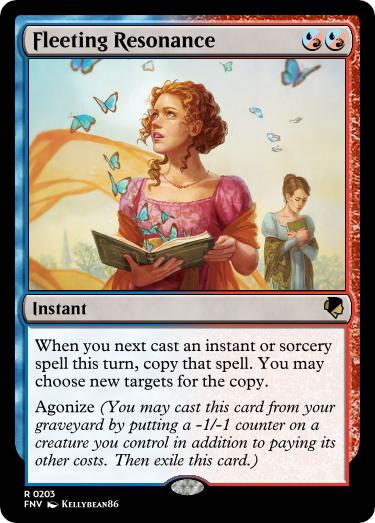 Fleeting Resonance
Instant
When you next cast an instant or sorcery
spell this turn, copy that spell. You may
choose new targets for the copy.
Agonize (You may cast this card from your
graveyard by putting a -1/-1 counter on a
creature you control in addition to paying its
other costs. Then exile this card.)
R 0203
FNV KELLYBEAN86